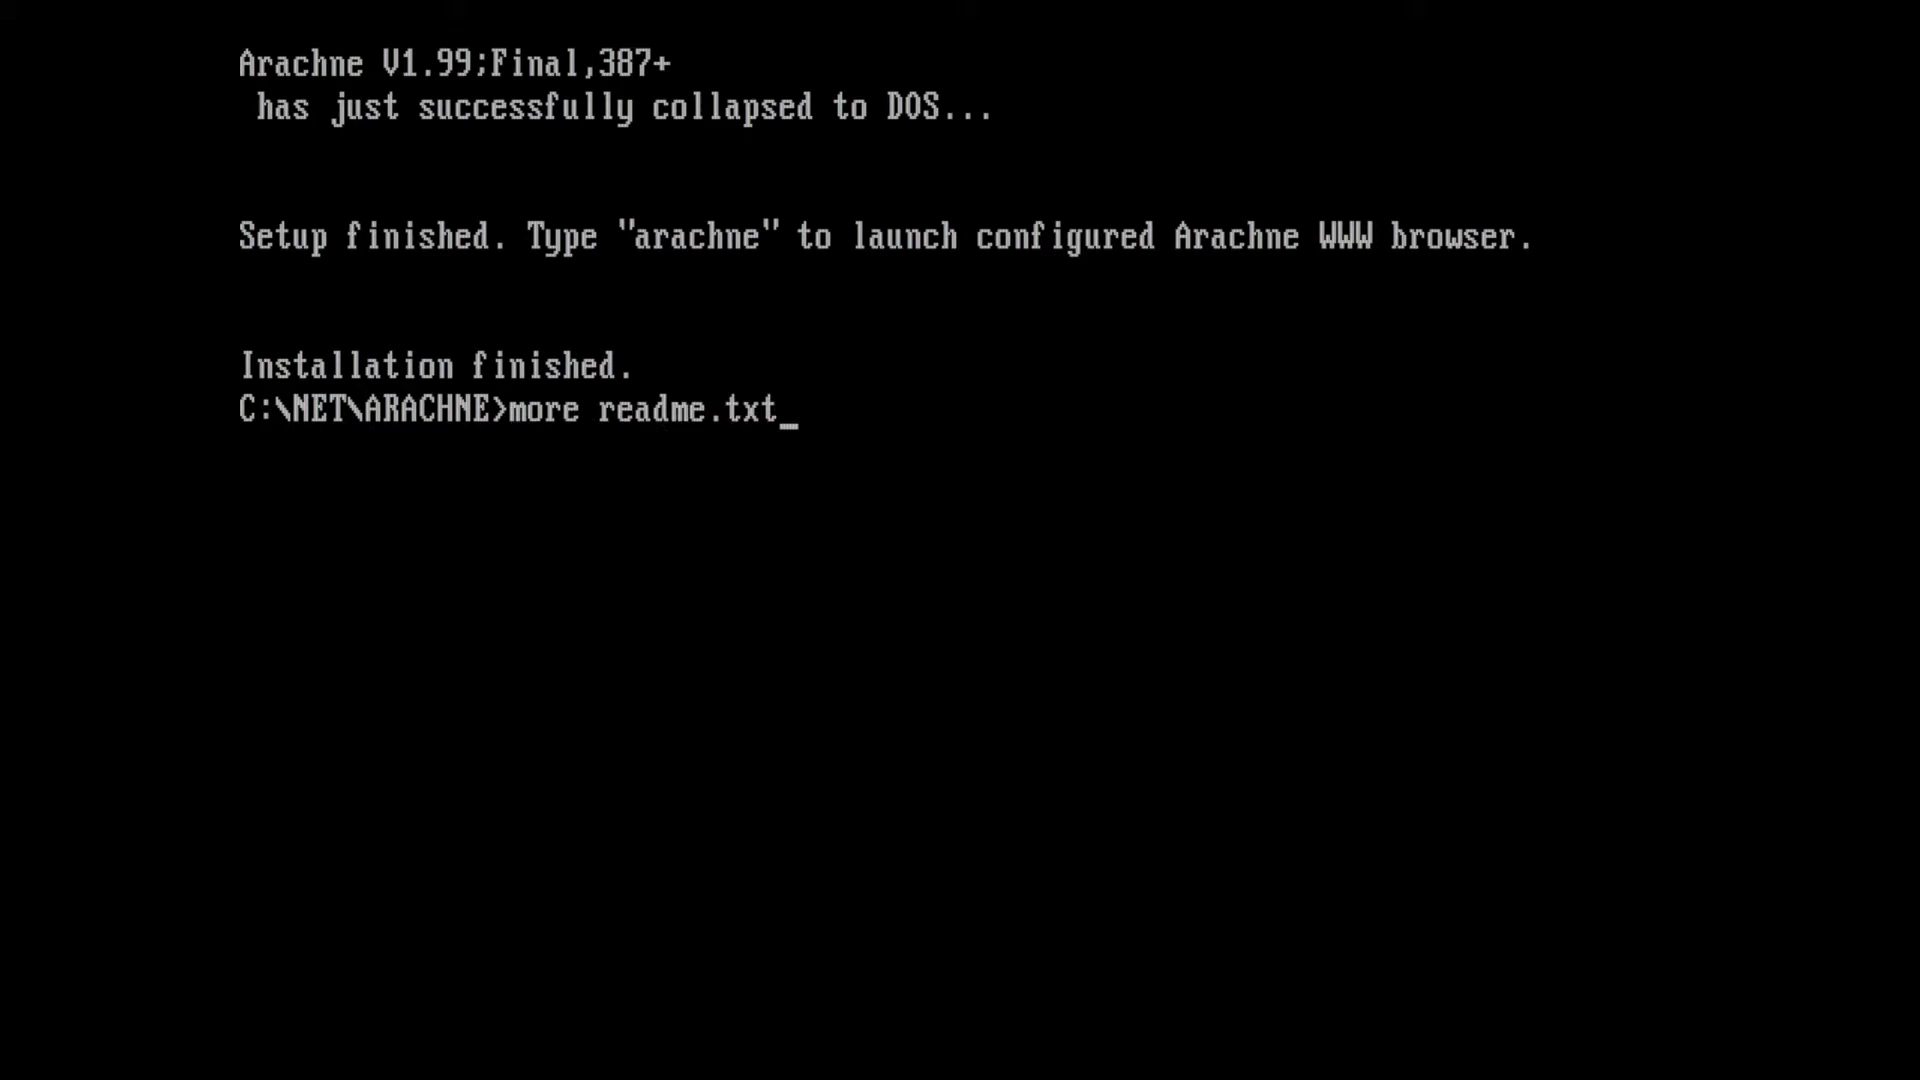 Arachne V1.99;Final,387+
has just successfully collapsed to DOS...
Setup finished. Type "arachne" to launch configured Arachne WWW browser.
Installation finished.
C:\NET\ARACHNE>more readme.txt_